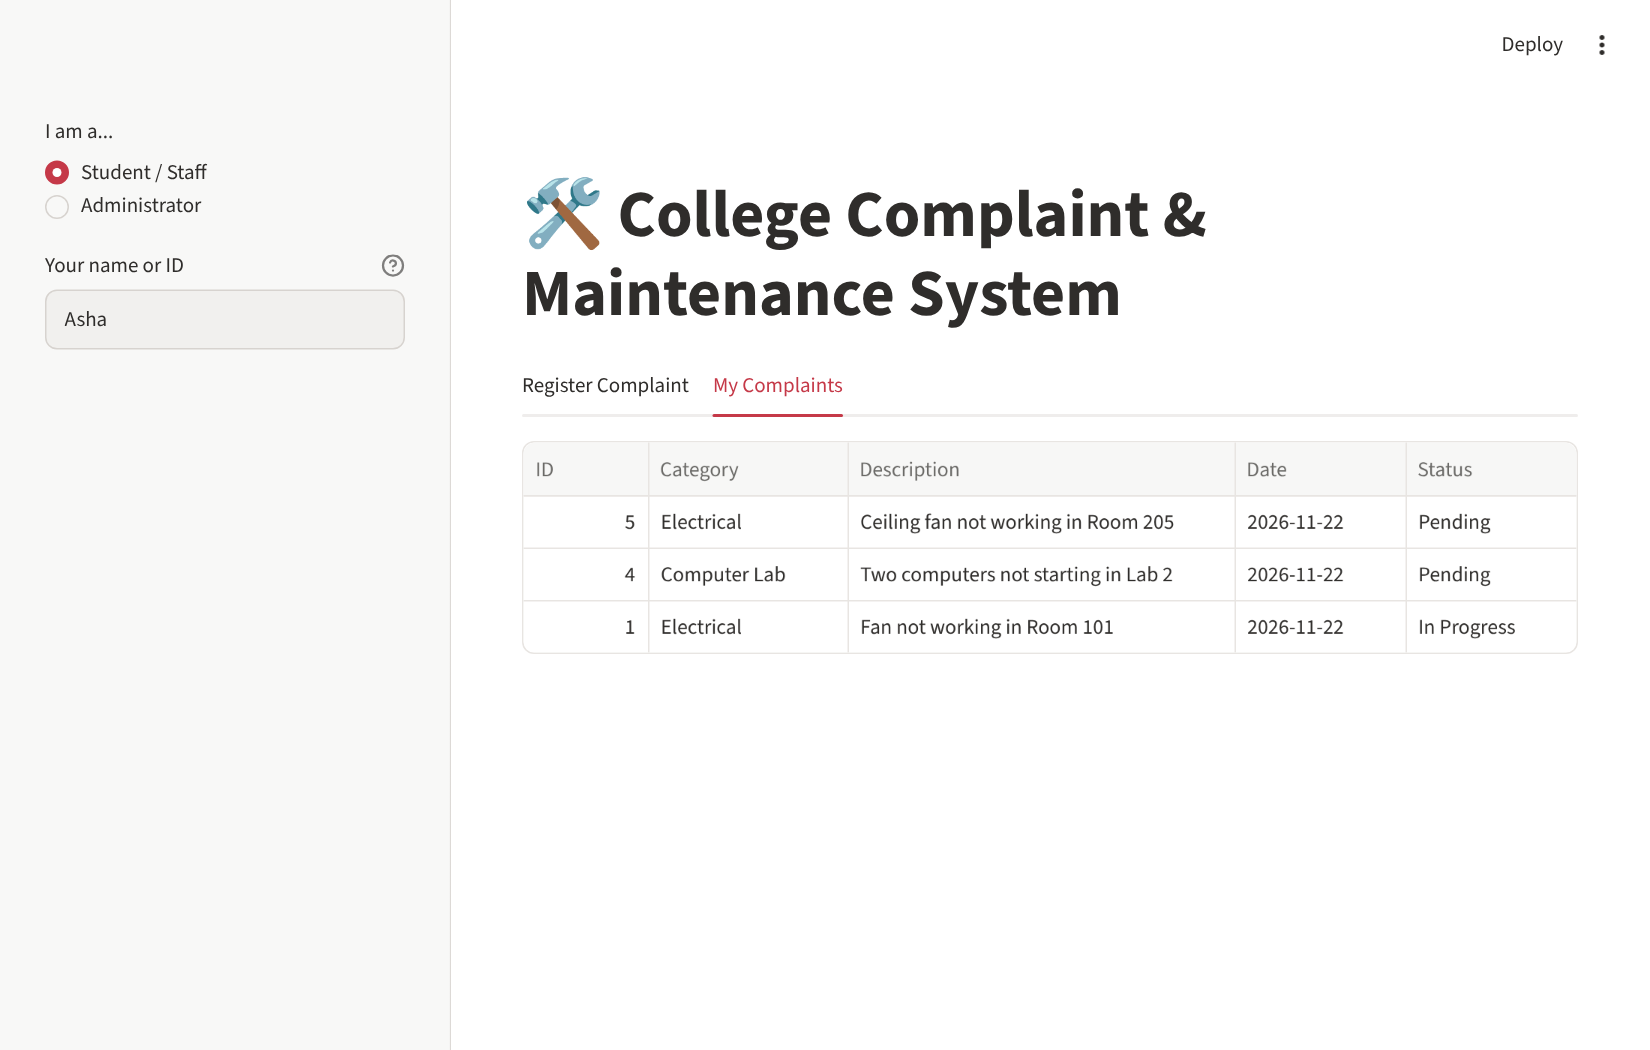 Deploy
I am a...
Student / Staff
Administrator
Your name or ID
Asha
🛠️ College Complaint &
Maintenance System
Register Complaint My Complaints
ID Category Description Date Status
5 Electrical Ceiling fan not working in Room 205 2026-11-22 Pending
4 Computer Lab Two computers not starting in Lab 2 2026-11-22 Pending
1 Electrical Fan not working in Room 101 2026-11-22 In Progress